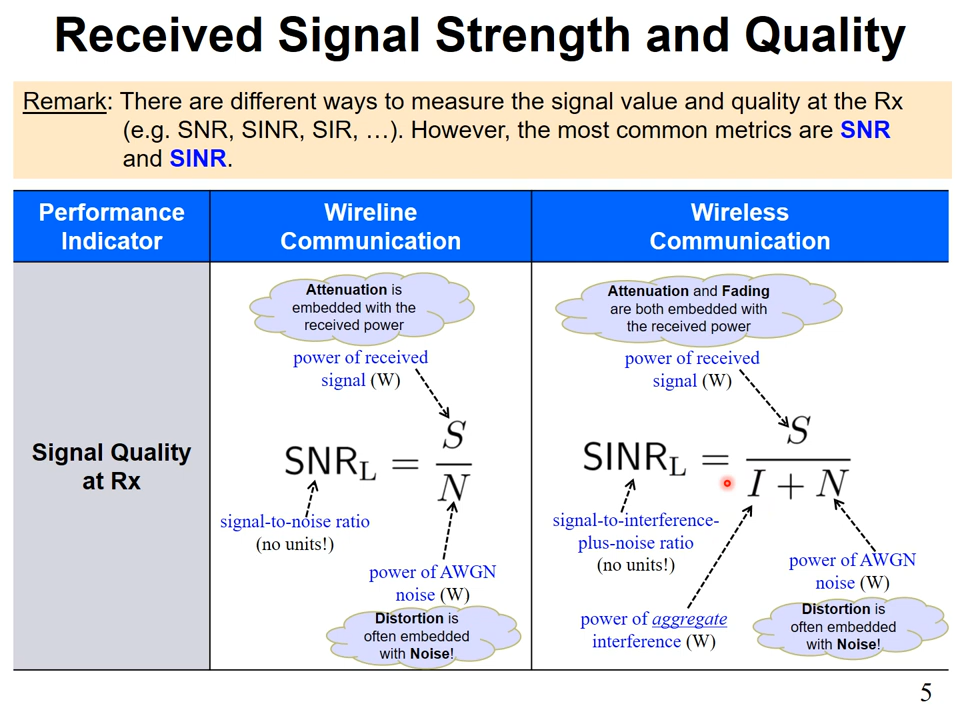 Received Signal Strength and Quality
Remark: There are different ways to measure the signal value and quality at the Rx
(e.g. SNR, SINR, SIR, …). However, the most common metrics are SNR
and SINR.
Performance
Indicator
Wireline
Communication
Wireless
Communication
Signal Quality
at Rx
Attenuation is
embedded with the
received power
power of received
signal (W)
SNR_L = S/N
signal-to-noise ratio
(no units!)
power of AWGN
noise (W)
Distortion is
often embedded
with Noise!
Attenuation and Fading
are both embedded with
the received power
power of received
signal (W)
SINR_L = S/(I + N)
signal-to-interference-
plus-noise ratio
(no units!)
power of aggregate
interference (W)
power of AWGN
noise (W)
Distortion is
often embedded
with Noise!
5